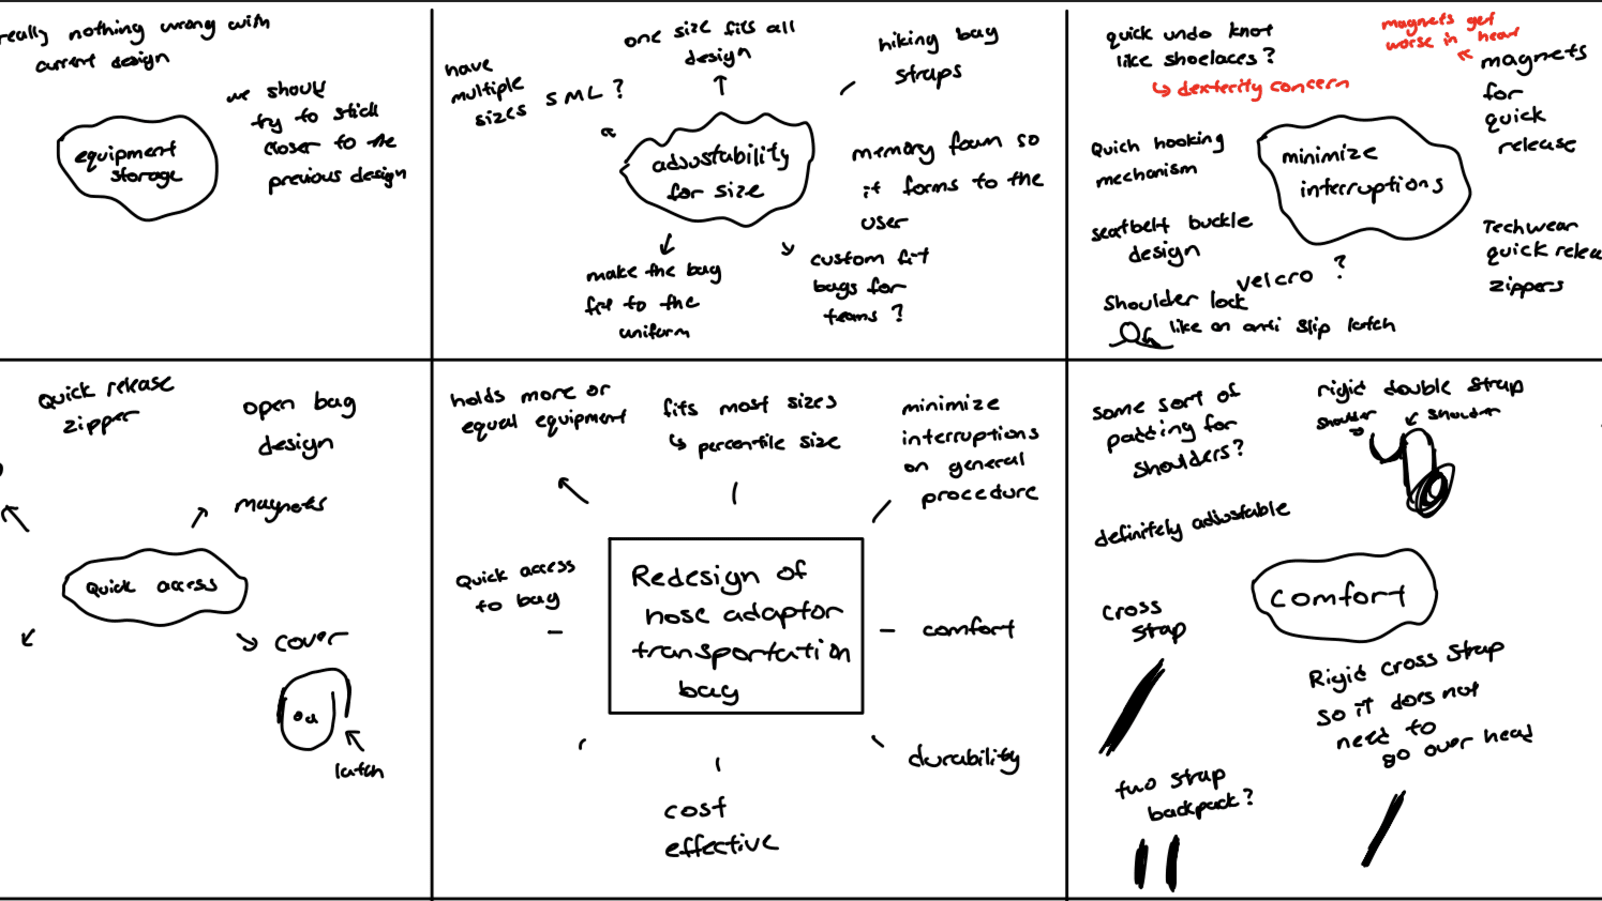 really nothing wrong with
current design
we should
try to stick
closer to the
previous design
equipment
storage
one size fits all
design
have
multiple
sizes SML ?
hiking bag
straps
adjustability
for size
memory foam so
it forms to the
user
make the bag
fit to the
uniform
custom fit
bags for
teams ?
quick undo knot
like shoelaces ?
dexterity concern
magnets get
worse in heat
magnets
for
quick
release
Quick hooking
mechanism
minimize
interruptions
seatbelt buckle
design
velcro ?
Shoulder lock
like an anti slip latch
Techwear
quick relea
zippers
Quick release
zipper
open bag
design
magnets
Quick access
cover
latch
holds more or
equal equipment
fits most sizes
percentile size
minimize
interruptions
on general
procedure
Quick access
to bag
Redesign of
hose adaptor
transportation
bag
comfort
durability
cost
effective
some sort of
padding for
shoulders?
rigid double strap
shoulder
shoulder
definitely adjustable
comfort
cross
strap
Rigid cross strap
so it does not
need to
go over head
two strap
backpack?